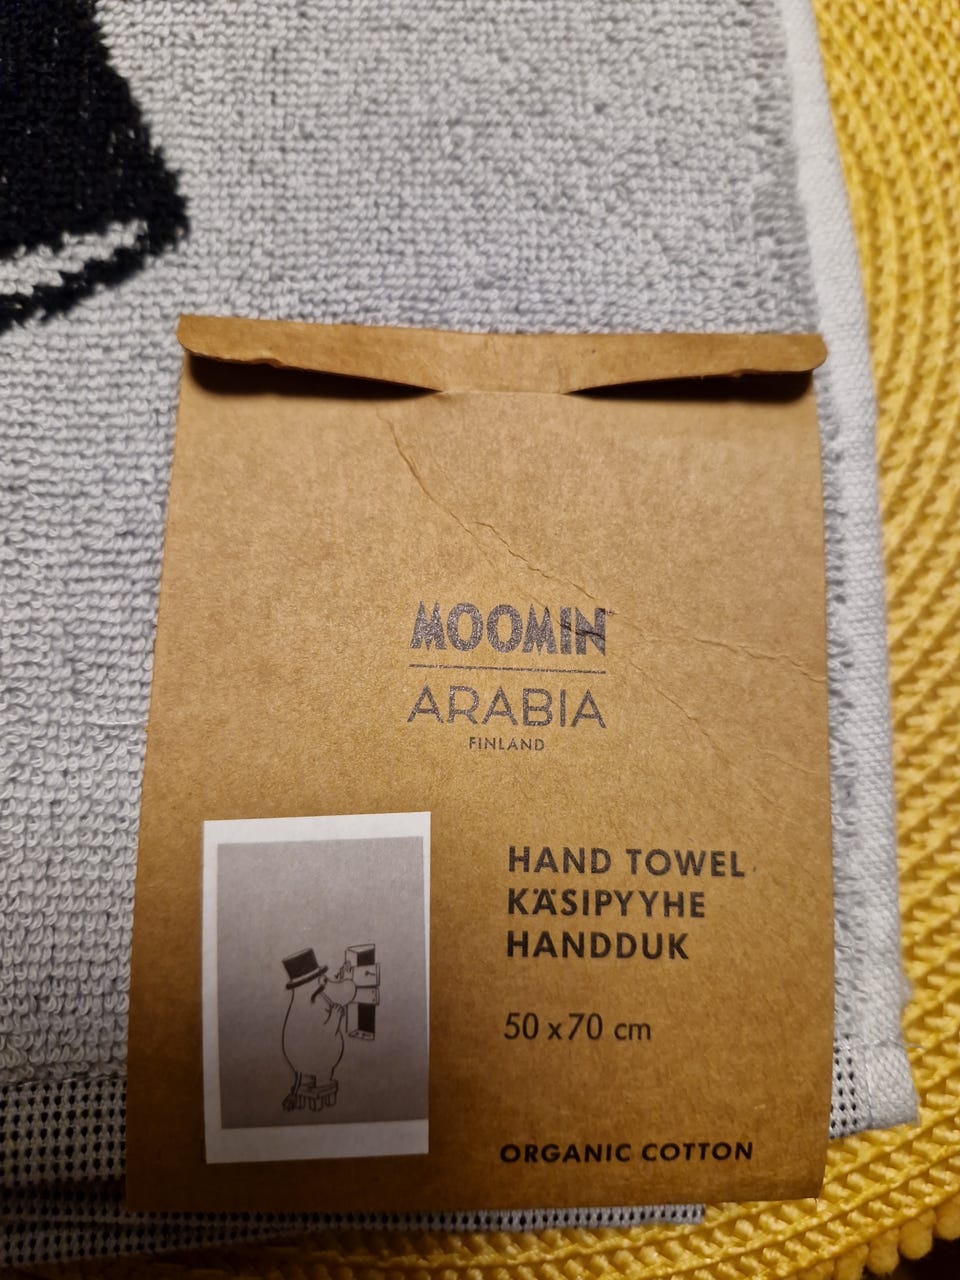 MOOMIN
ARABIA
FINLAND
HAND TOWEL
KÄSIPYYHE
HANDDUK
50 x 70 cm
ORGANIC COTTON